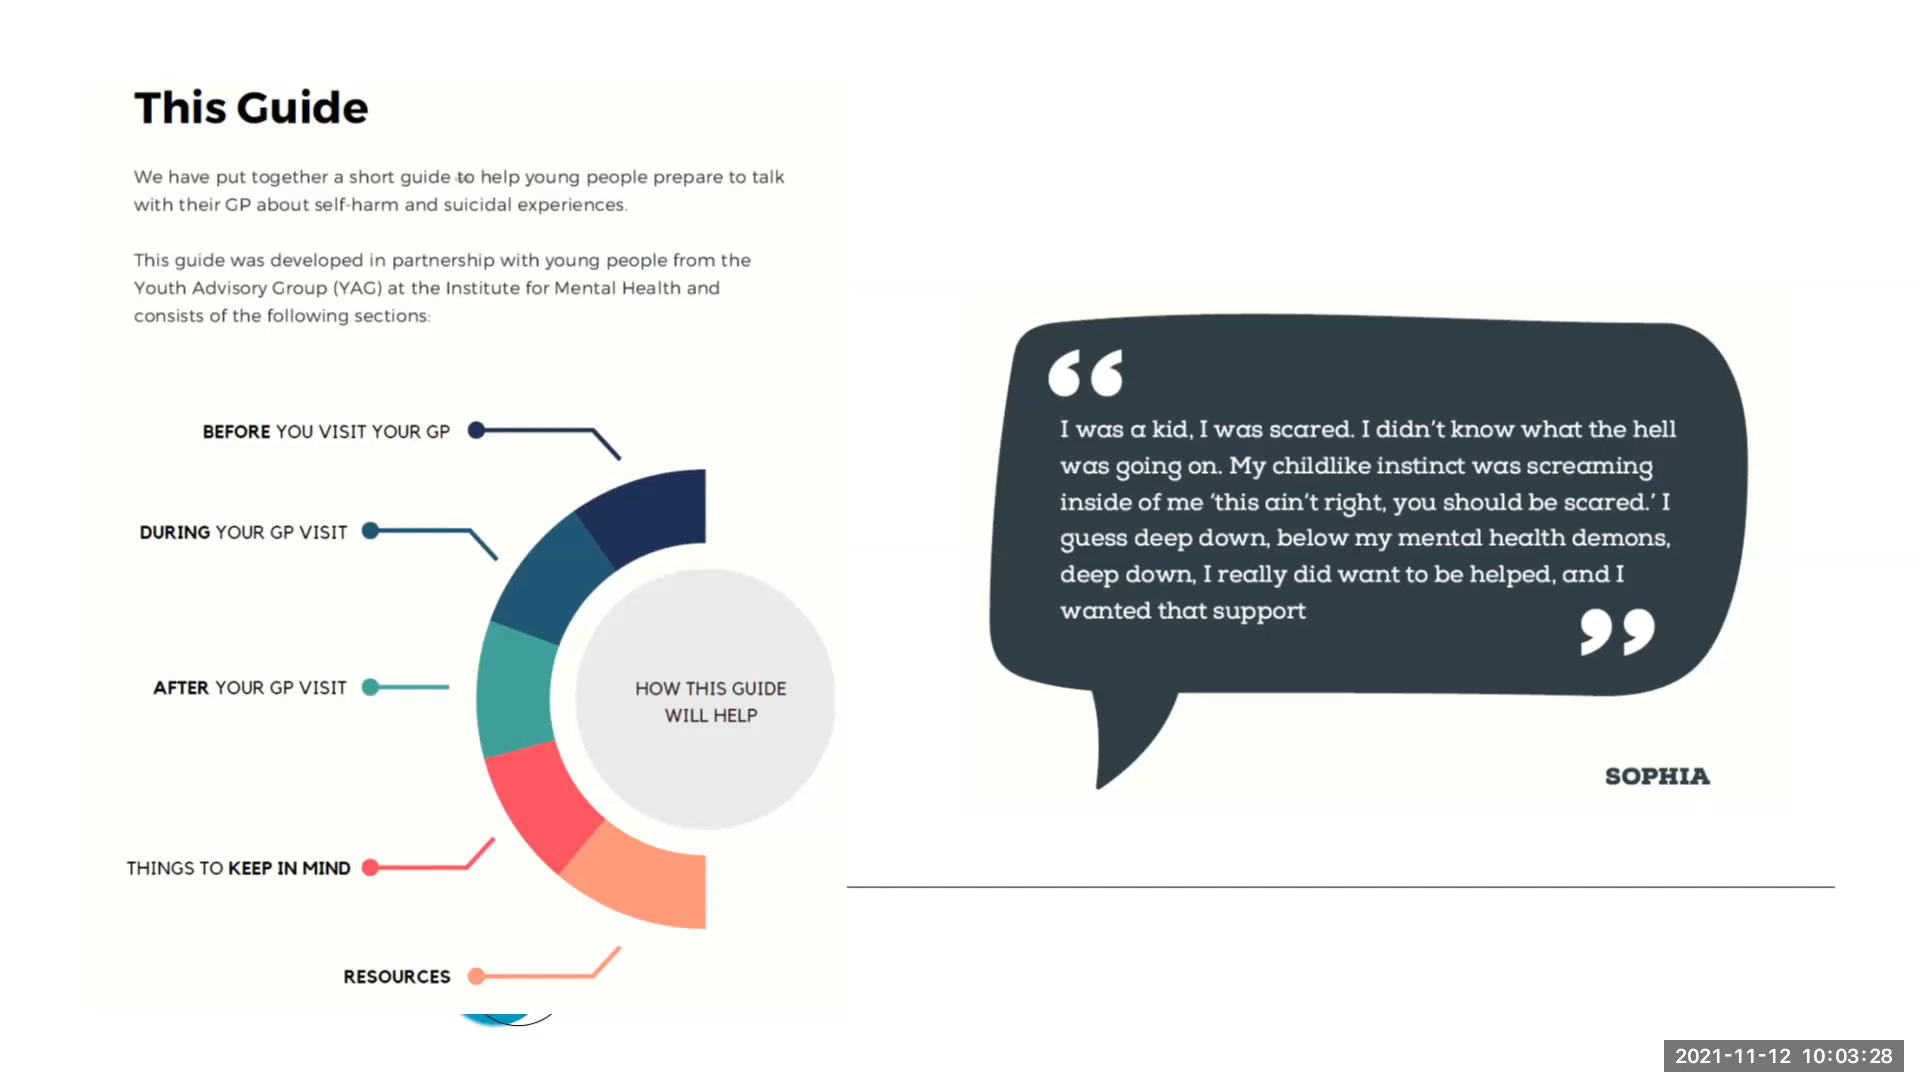 This Guide
We have put together a short guide to help young people prepare to talk
with their GP about self-harm and suicidal experiences.
This guide was developed in partnership with young people from the
Youth Advisory Group (YAG) at the Institute for Mental Health and
consists of the following sections:
BEFORE YOU VISIT YOUR GP
DURING YOUR GP VISIT
AFTER YOUR GP VISIT
THINGS TO KEEP IN MIND
RESOURCES
HOW THIS GUIDE
WILL HELP
“
I was a kid, I was scared. I didn’t know what the hell
was going on. My childlike instinct was screaming
inside of me ‘this ain’t right, you should be scared.’ I
guess deep down, below my mental health demons,
deep down, I really did want to be helped, and I
wanted that support
”
SOPHIA
2021-11-12 10:03:28